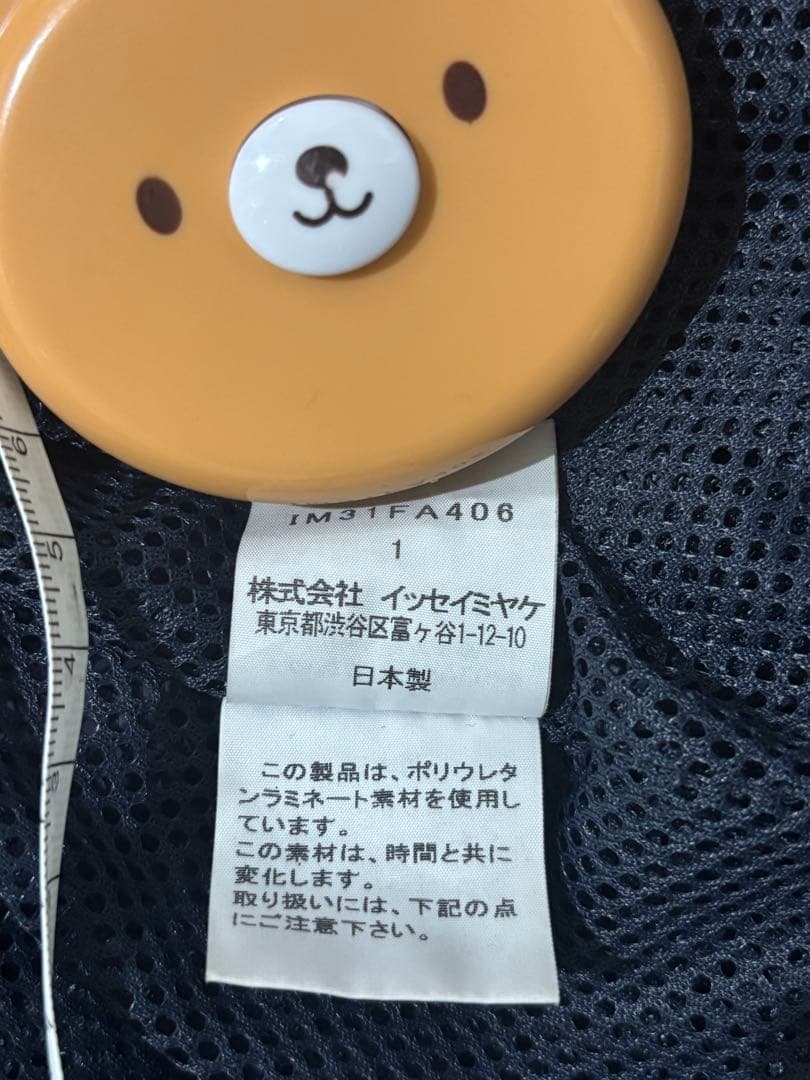 IM31FA406
1
株式会社 イッセイミヤケ
東京都渋谷区富ヶ谷1-12-10
日本製
この製品は、ポリウレタ
ンラミネート素材を使用し
ています。
この素材は、時間と共に
変化します。
取り扱いには、下記の点
にご注意下さい。
6
5
4
3